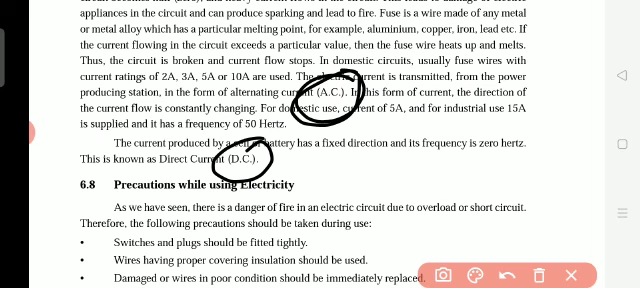 appliances in the circuit and can produce sparking and lead to fire. Fuse is a wire made of any metal
or metal alloy which has a particular melting point, for example, aluminium, copper, iron, lead etc. If
the current flowing in the circuit exceeds a particular value, then the fuse wire heats up and melts.
Thus, the circuit is broken and current flow stops. In domestic circuits, usually fuse wires with
current ratings of 2A, 3A, 5A or 10A are used. The electric current is transmitted, from the power
producing station, in the form of alternating current (A.C.). In this form of current, the direction of
the current flow is constantly changing. For domestic use, current of 5A, and for industrial use 15A
is supplied and it has a frequency of 50 Hertz.
The current produced by a cell or battery has a fixed direction and its frequency is zero hertz.
This is known as Direct Current (D.C.).
6.8 Precautions while using Electricity
As we have seen, there is a danger of fire in an electric circuit due to overload or short circuit.
Therefore, the following precautions should be taken during use:
• Switches and plugs should be fitted tightly.
• Wires having proper covering insulation should be used.
• Damaged or wires in poor condition should be immediately replaced.